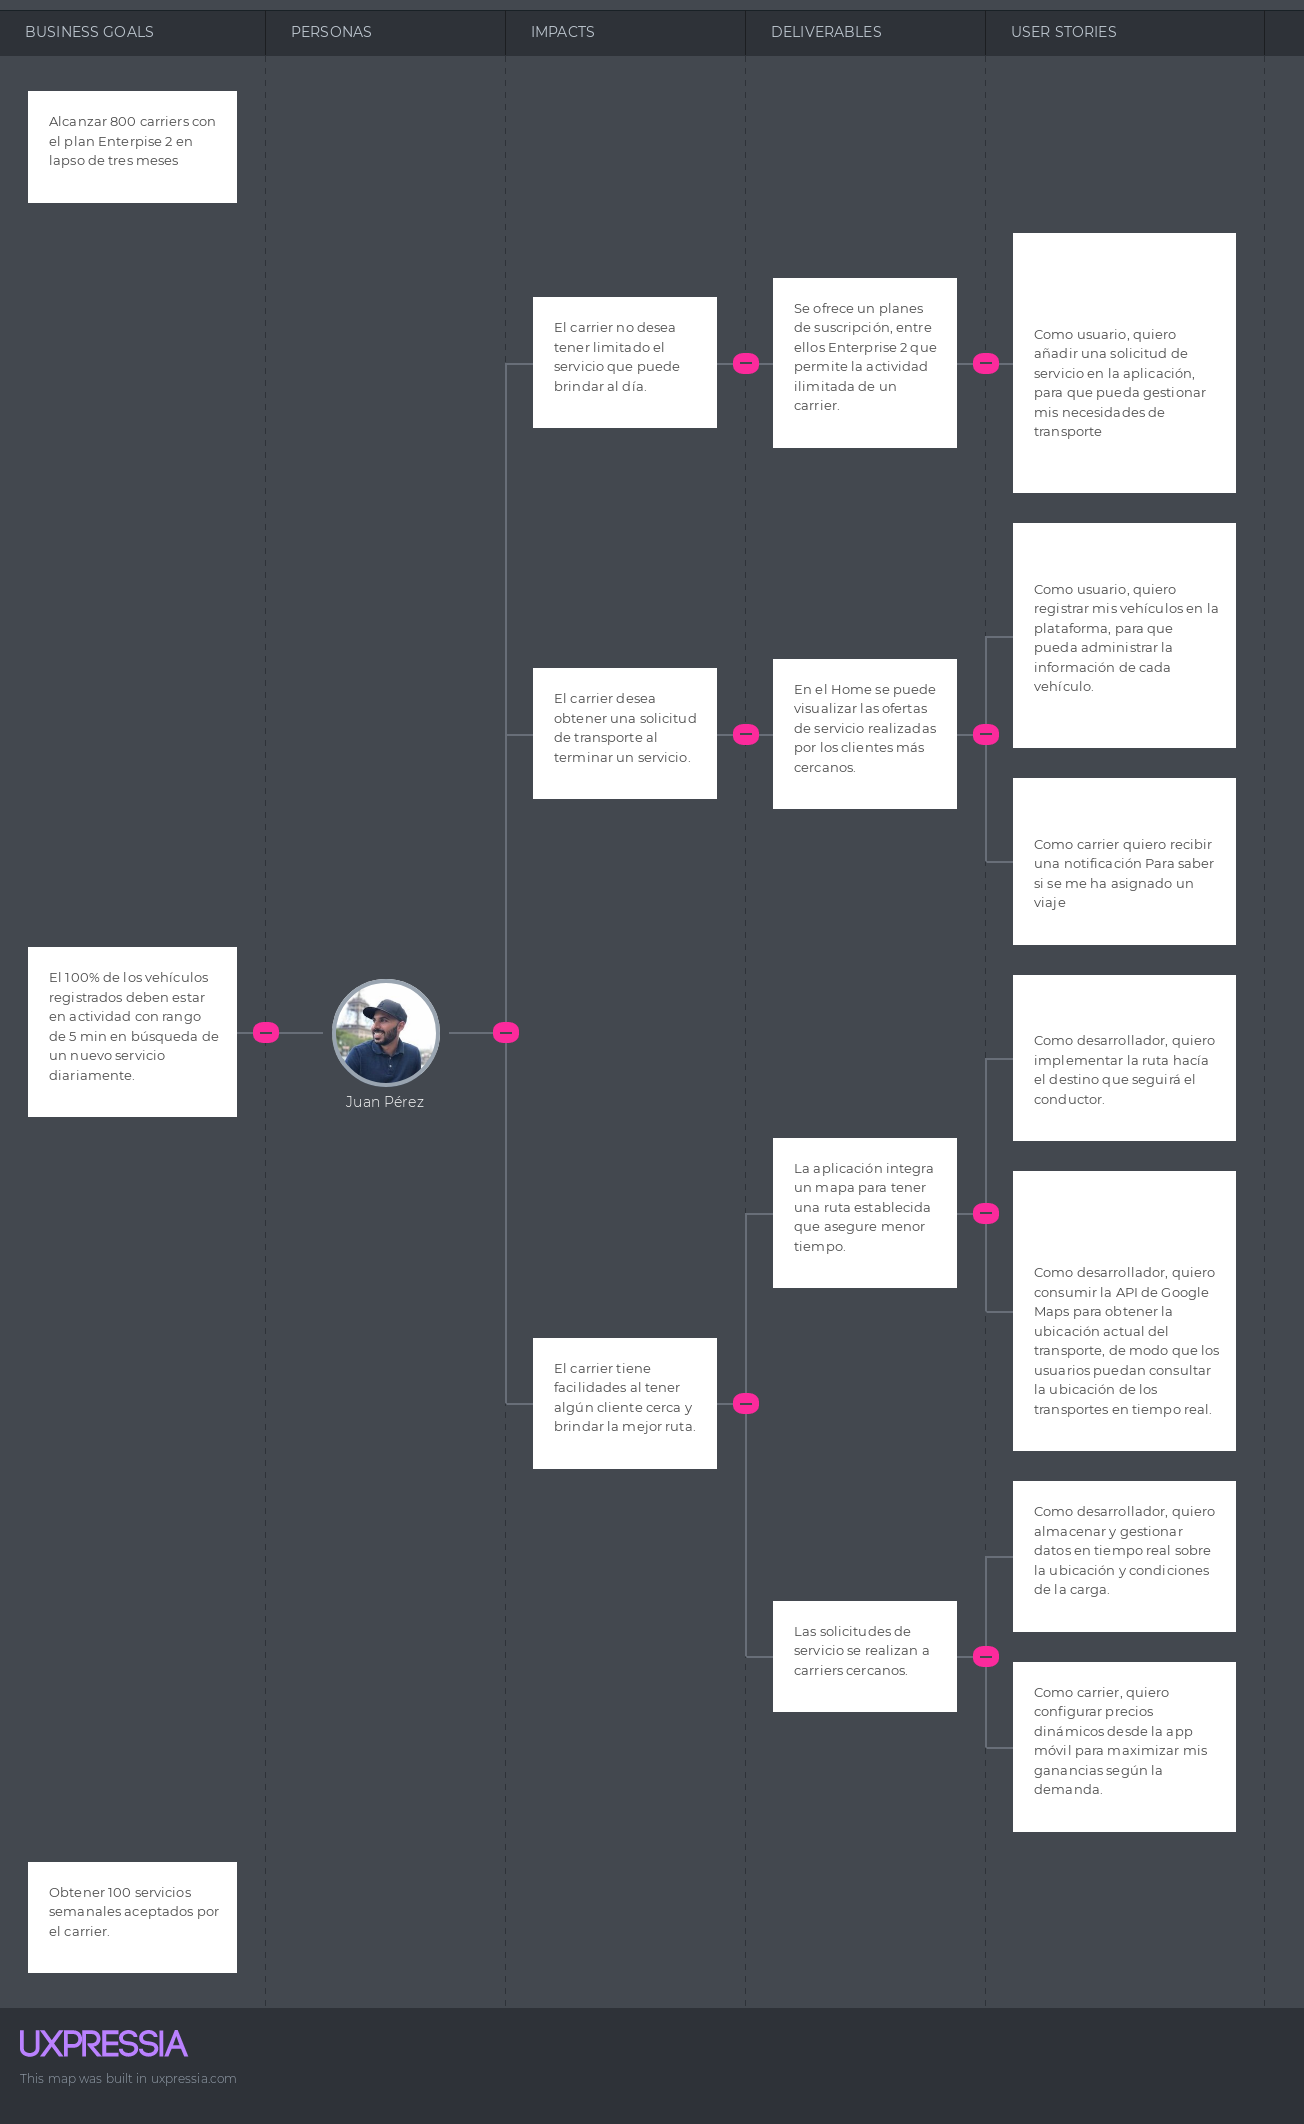 BUSINESS GOALS
PERSONAS
IMPACTS
DELIVERABLES
USER STORIES
Alcanzar 800 carriers con
el plan Enterpise 2 en
lapso de tres meses
El carrier no desea
tener limitado el
servicio que puede
brindar al día.
Se ofrece un planes
de suscripción, entre
ellos Enterprise 2 que
permite la actividad
ilimitada de un
carrier.
Como usuario, quiero
añadir una solicitud de
servicio en la aplicación,
para que pueda gestionar
mis necesidades de
transporte
El carrier desea
obtener una solicitud
de transporte al
terminar un servicio.
En el Home se puede
visualizar las ofertas
de servicio realizadas
por los clientes más
cercanos.
Como usuario, quiero
registrar mis vehículos en la
plataforma, para que
pueda administrar la
información de cada
vehículo.
Como carrier quiero recibir
una notificación Para saber
si se me ha asignado un
viaje
El 100% de los vehículos
registrados deben estar
en actividad con rango
de 5 min en búsqueda de
un nuevo servicio
diariamente.
Juan Pérez
El carrier tiene
facilidades al tener
algún cliente cerca y
brindar la mejor ruta.
La aplicación integra
un mapa para tener
una ruta establecida
que asegure menor
tiempo.
Como desarrollador, quiero
implementar la ruta hacía
el destino que seguirá el
conductor.
Como desarrollador, quiero
consumir la API de Google
Maps para obtener la
ubicación actual del
transporte, de modo que los
usuarios puedan consultar
la ubicación de los
transportes en tiempo real.
Las solicitudes de
servicio se realizan a
carriers cercanos.
Como desarrollador, quiero
almacenar y gestionar
datos en tiempo real sobre
la ubicación y condiciones
de la carga.
Como carrier, quiero
configurar precios
dinámicos desde la app
móvil para maximizar mis
ganancias según la
demanda.
Obtener 100 servicios
semanales aceptados por
el carrier.
UXPRESSIA
This map was built in uxpressia.com